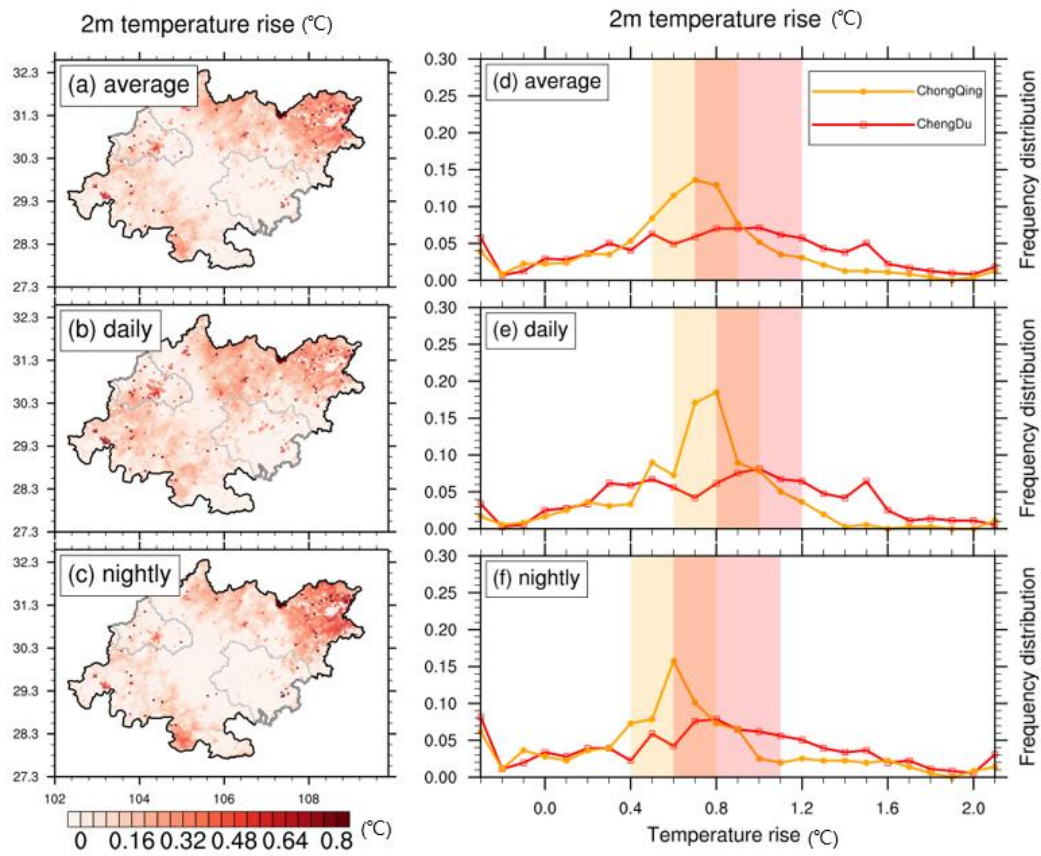 2m temperature rise (℃)
32.3
(a) average
31.3
30.3
29.3
28.3
27.3
32.3
(b) daily
31.3
30.3
29.3
28.3
27.3
32.3
(c) nightly
31.3
30.3
29.3
28.3
27.3
102 104 106 108
0 0.16 0.32 0.48 0.64 0.8 (℃)
2m temperature rise (℃)
0.30
(d) average
ChongQing
ChengDu
0.25
0.20
0.15
0.10
0.05
0.00
Frequency distribution
0.30
(e) daily
0.25
0.20
0.15
0.10
0.05
0.00
Frequency distribution
0.30
(f) nightly
0.25
0.20
0.15
0.10
0.05
0.00
Frequency distribution
0.0 0.4 0.8 1.2 1.6 2.0
Temperature rise (℃)